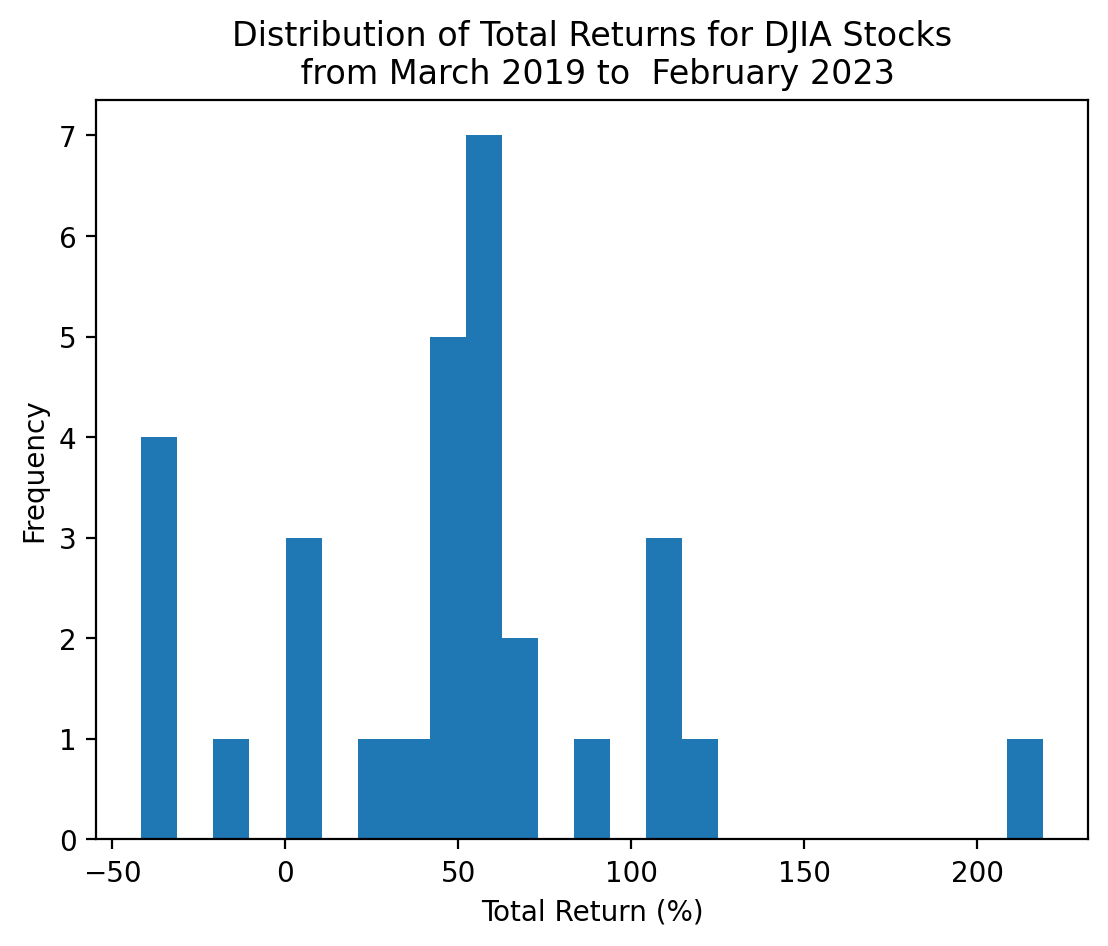 Distribution of Total Returns for DJIA Stocks
from March 2019 to  February 2023
7
6
5
4
3
2
1
0
Frequency
−50 0 50 100 150 200
Total Return (%)